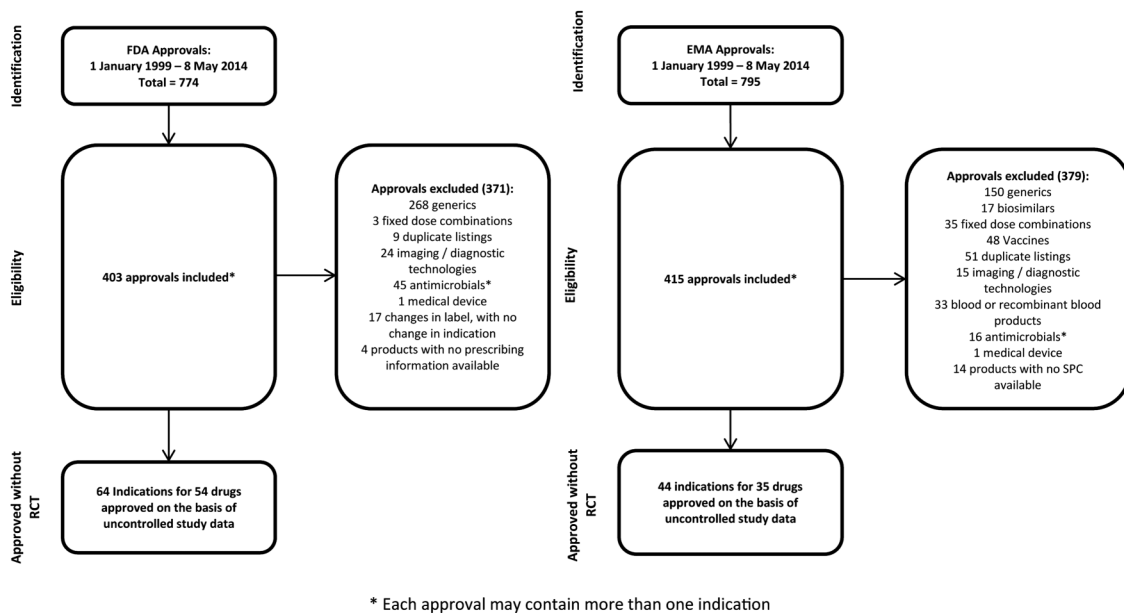 Identification
FDA Approvals:
1 January 1999 – 8 May 2014
Total = 774
Eligibility
403 approvals included*
Approvals excluded (371):
268 generics
3 fixed dose combinations
9 duplicate listings
24 imaging / diagnostic
technologies
45 antimicrobials*
1 medical device
17 changes in label, with no
change in indication
4 products with no prescribing
information available
Approved without
RCT
64 Indications for 54 drugs
approved on the basis of
uncontrolled study data
Identification
EMA Approvals:
1 January 1999 – 8 May 2014
Total = 795
Eligibility
415 approvals included*
Approvals excluded (379):
150 generics
17 biosimilars
35 fixed dose combinations
48 Vaccines
51 duplicate listings
15 imaging / diagnostic
technologies
33 blood or recombinant blood
products
16 antimicrobials*
1 medical device
14 products with no SPC
available
Approved without
RCT
44 indications for 35 drugs
approved on the basis of
uncontrolled study data
* Each approval may contain more than one indication